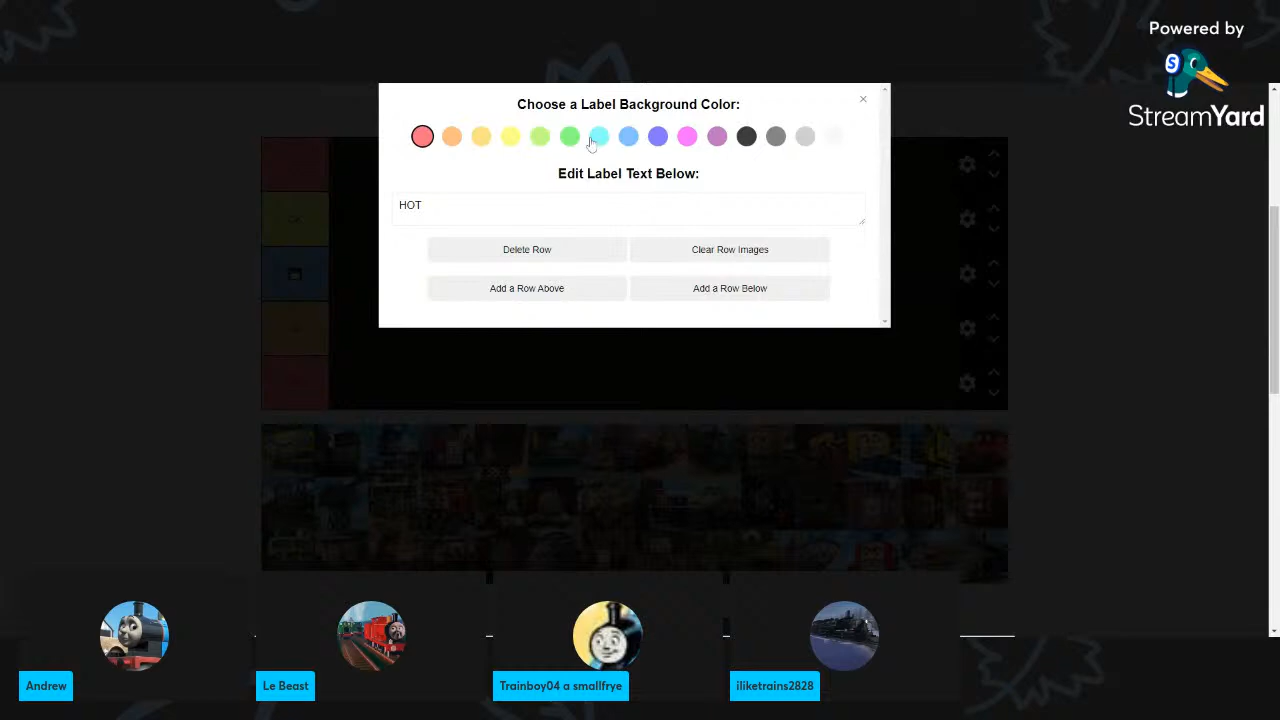 Powered by
StreamYard
Choose a Label Background Color:
Edit Label Text Below:
HOT
Delete Row
Clear Row Images
Add a Row Above
Add a Row Below
Andrew
Le Beast
Trainboy04 a smallfrye
iliketrains2828